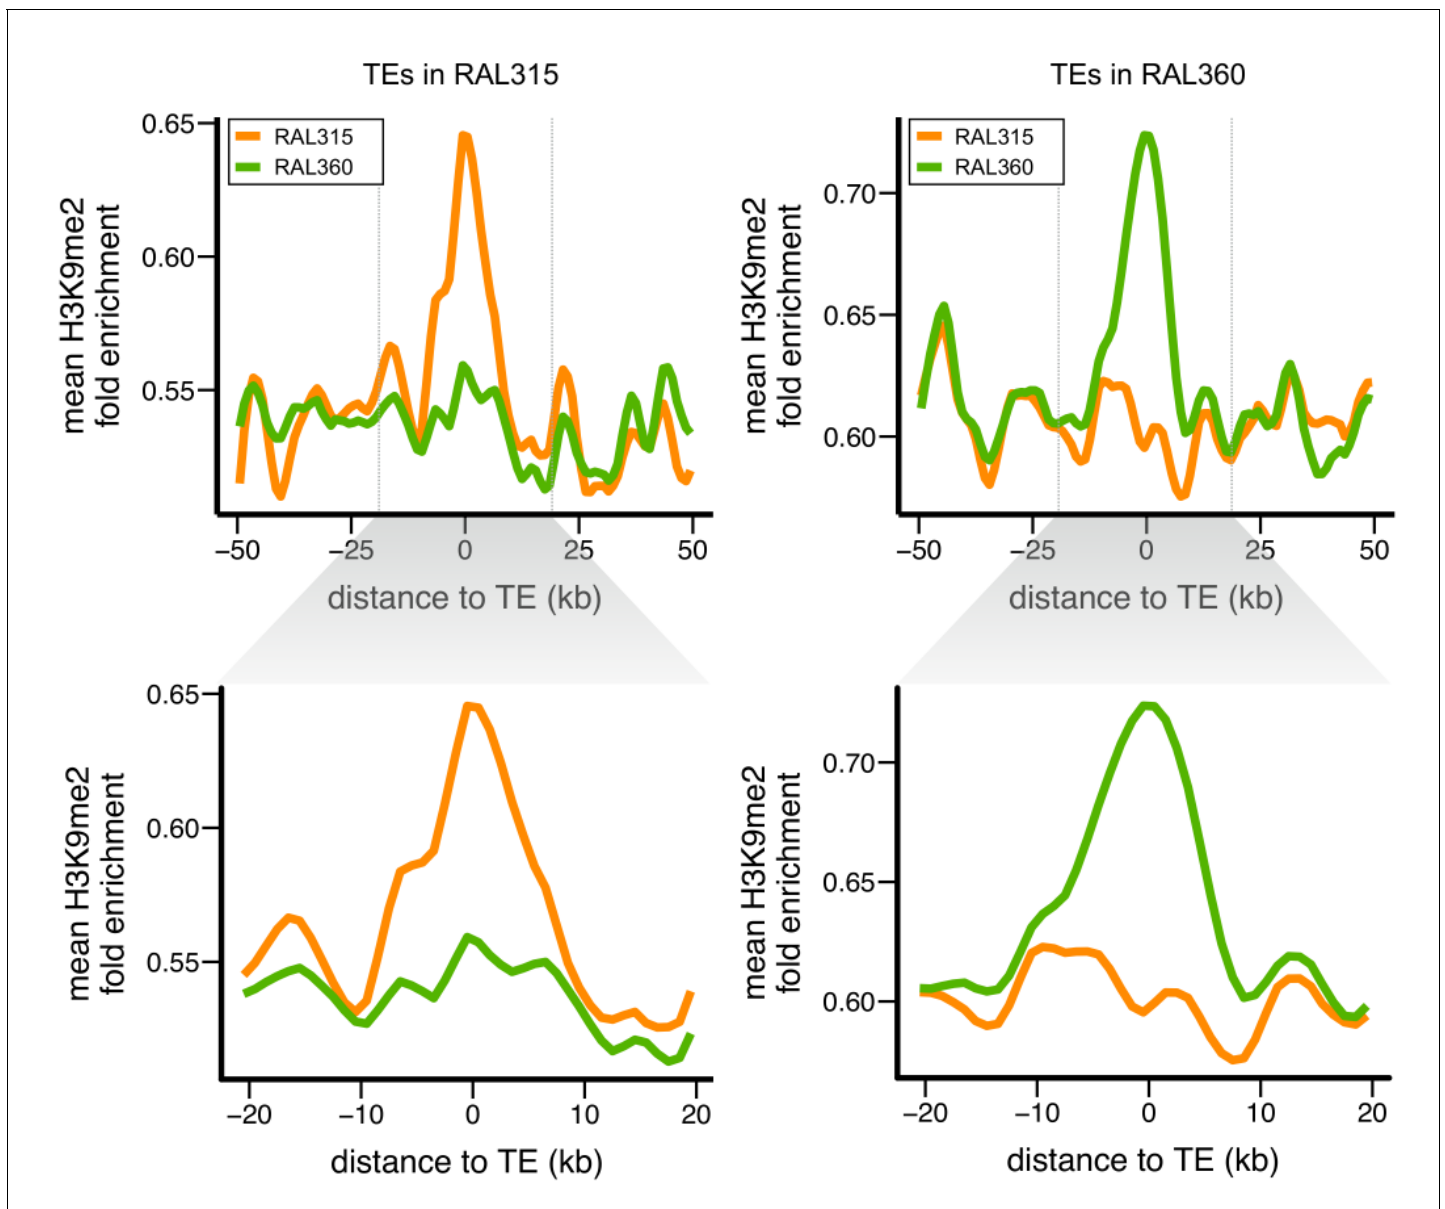 TEs in RAL315
0.65
0.60
0.55
mean H3K9me2
fold enrichment
RAL315
RAL360
−50
−25
0
25
50
distance to TE (kb)
TEs in RAL360
0.70
0.65
0.60
mean H3K9me2
fold enrichment
RAL315
RAL360
−50
−25
0
25
50
distance to TE (kb)
0.65
0.60
0.55
mean H3K9me2
fold enrichment
−20
−10
0
10
20
distance to TE (kb)
0.70
0.65
0.60
mean H3K9me2
fold enrichment
−20
−10
0
10
20
distance to TE (kb)